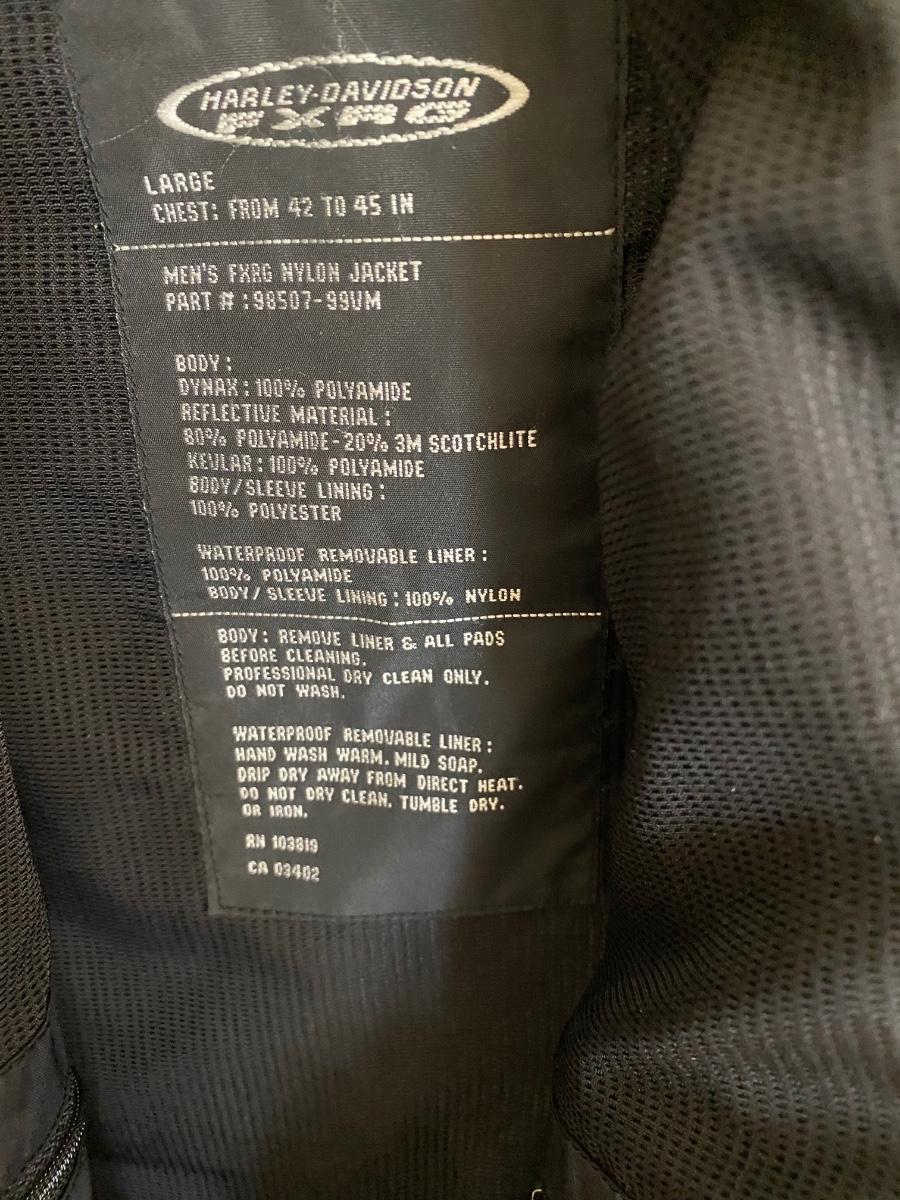 HARLEY-DAVIDSON
FXRG
LARGE
CHEST: FROM 42 TO 45 IN
MEN'S FXRG NYLON JACKET
PART # : 98507-99VM
BODY :
DYNAX : 100% POLYAMIDE
REFLECTIVE MATERIAL :
80% POLYAMIDE-20% 3M SCOTCHLITE
KEVLAR : 100% POLYAMIDE
BODY/SLEEVE LINING :
100% POLYESTER
WATERPROOF REMOVABLE LINER :
100% POLYAMIDE
BODY/ SLEEVE LINING : 100% NYLON
BODY: REMOVE LINER & ALL PADS
BEFORE CLEANING.
PROFESSIONAL DRY CLEAN ONLY.
DO NOT WASH.
WATERPROOF REMOVABLE LINER :
HAND WASH WARM. MILD SOAP.
DRIP DRY AWAY FROM DIRECT HEAT.
DO NOT DRY CLEAN, TUMBLE DRY.
OR IRON.
RN 103819
CA 03402